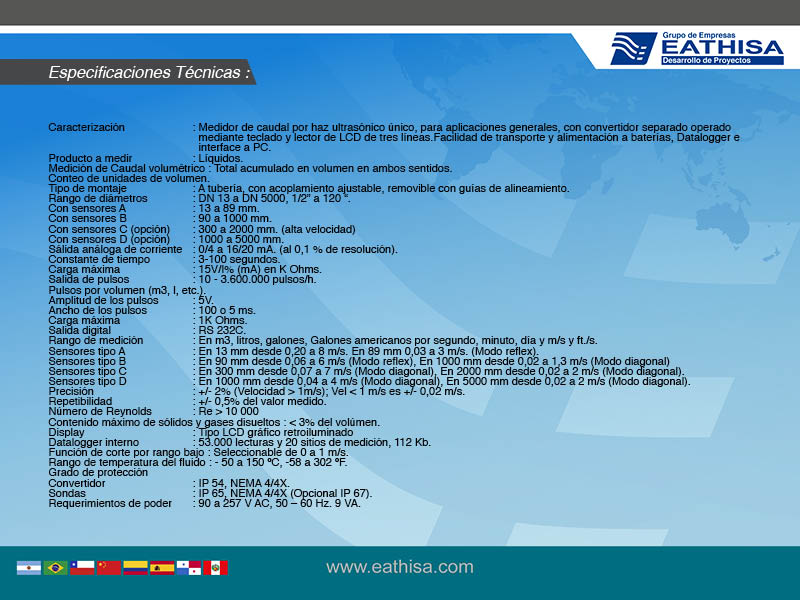 Grupo de Empresas
EATHISA
Desarrollo de Proyectos
Especificaciones Técnicas :
Caracterización : Medidor de caudal por haz ultrasónico único, para aplicaciones generales, con convertidor separado operado
mediante teclado y lector de LCD de tres líneas.Facilidad de transporte y alimentación a baterías, Datalogger e
interface a PC.
Producto a medir : Líquidos.
Medición de Caudal volumétrico : Total acumulado en volumen en ambos sentidos.
Conteo de unidades de volumen.
Tipo de montaje : A tubería, con acoplamiento ajustable, removible con guías de alineamiento.
Rango de diámetros : DN 13 a DN 5000, 1/2" a 120 ".
Con sensores A : 13 a 89 mm.
Con sensores B : 90 a 1000 mm.
Con sensores C (opción) : 300 a 2000 mm. (alta velocidad)
Con sensores D (opción) : 1000 a 5000 mm.
Sálida análoga de corriente : 0/4 a 16/20 mA. (al 0,1 % de resolución).
Constante de tiempo : 3-100 segundos.
Carga máxima : 15V/I% (mA) en K Ohms.
Salida de pulsos : 10 - 3.600.000 pulsos/h.
Pulsos por volumen (m3, l, etc.).
Amplitud de los pulsos : 5V.
Ancho de los pulsos : 100 o 5 ms.
Carga máxima : 1K Ohms.
Salida digital : RS 232C.
Rango de medición : En m3, litros, galones, Galones americanos por segundo, minuto, día y m/s y ft./s.
Sensores tipo A : En 13 mm desde 0,20 a 8 m/s. En 89 mm 0,03 a 3 m/s. (Modo reflex).
Sensores tipo B : En 90 mm desde 0,06 a 6 m/s (Modo reflex), En 1000 mm desde 0,02 a 1,3 m/s (Modo diagonal)
Sensores tipo C : En 300 mm desde 0,07 a 7 m/s (Modo diagonal), En 2000 mm desde 0,02 a 2 m/s (Modo diagonal).
Sensores tipo D : En 1000 mm desde 0,04 a 4 m/s (Modo diagonal), En 5000 mm desde 0,02 a 2 m/s (Modo diagonal).
Precisión : +/- 2% (Velocidad > 1m/s); Vel < 1 m/s es +/- 0,02 m/s.
Repetibilidad : +/- 0,5% del valor medido.
Número de Reynolds : Re > 10 000
Contenido máximo de sólidos y gases disueltos : < 3% del volúmen.
Display : Tipo LCD gráfico retroiluminado
Datalogger interno : 53.000 lecturas y 20 sitios de medición, 112 Kb.
Función de corte por rango bajo : Seleccionable de 0 a 1 m/s.
Rango de temperatura del fluido : - 50 a 150 ºC, -58 a 302 ºF.
Grado de protección
Convertidor : IP 54, NEMA 4/4X.
Sondas : IP 65, NEMA 4/4X (Opcional IP 67).
Requerimientos de poder : 90 a 257 V AC, 50 – 60 Hz. 9 VA.
www.eathisa.com